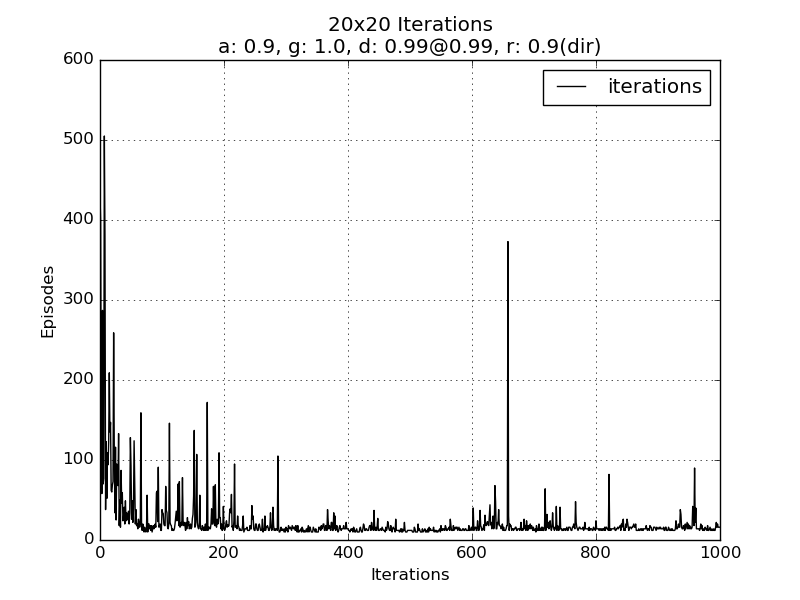 20x20 Iterations
a: 0.9, g: 1.0, d: 0.99@0.99, r: 0.9(dir)
iterations
600
500
400
300
200
100
0
Episodes
0 200 400 600 800 1000
Iterations